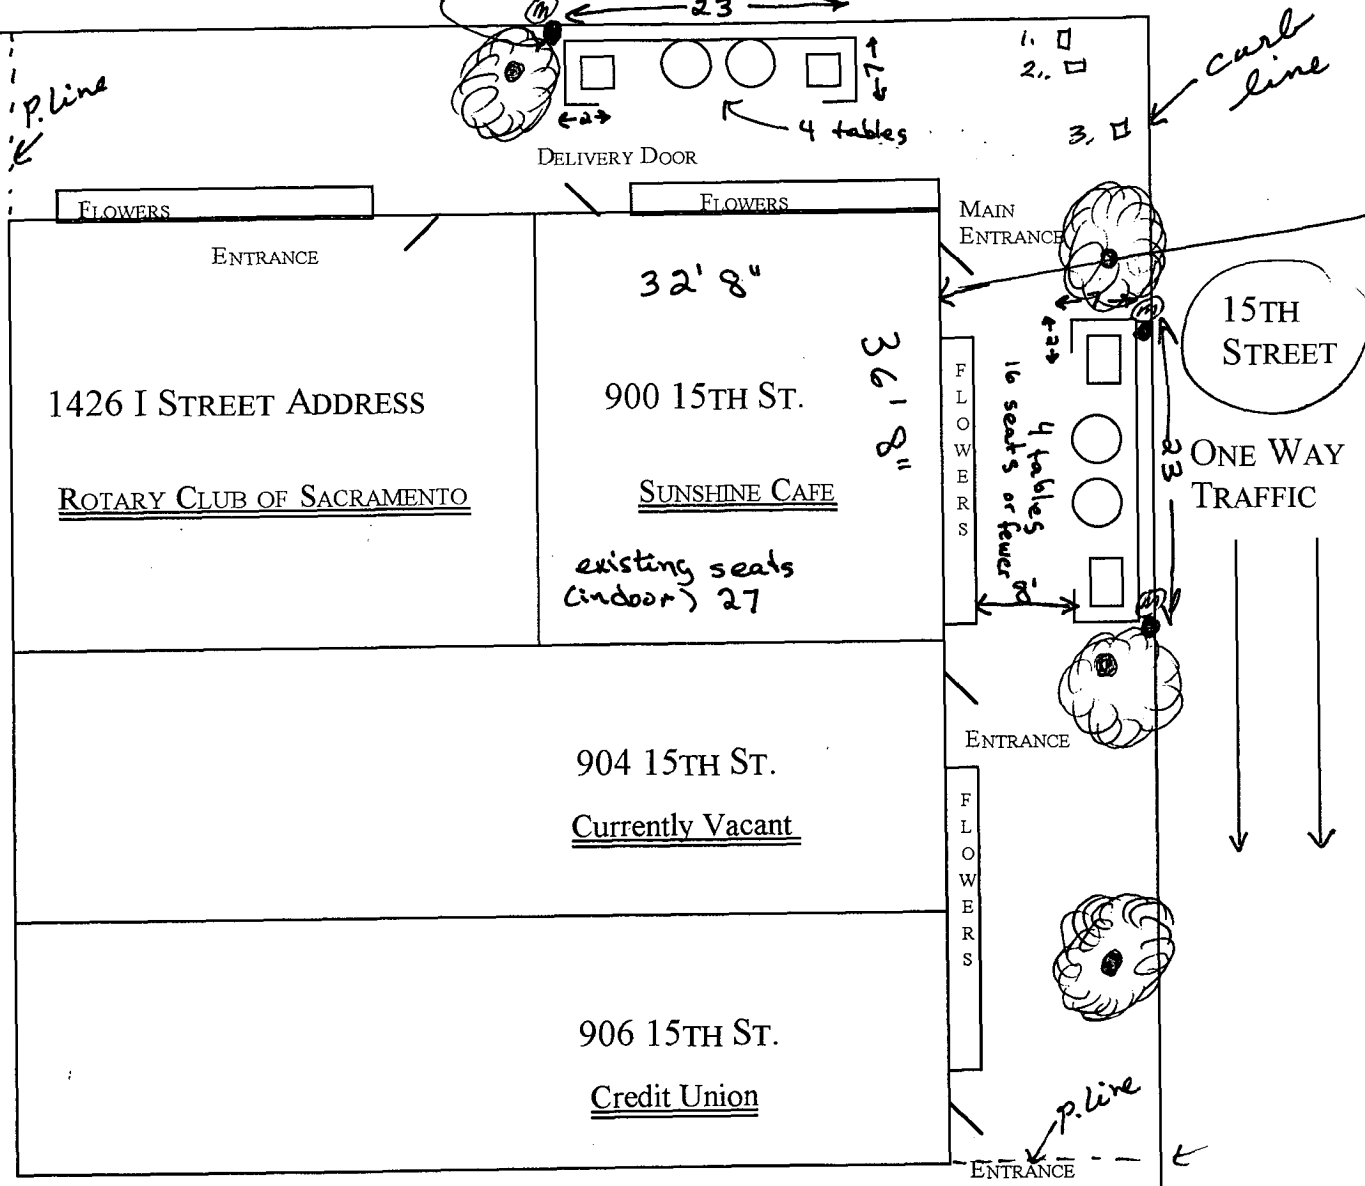 23
1.
2.
3.
curb
line
p.line
7
2
4 tables
DELIVERY DOOR
FLOWERS
FLOWERS
MAIN
ENTRANCE
ENTRANCE
32' 8"
36' 8"
7
2
15TH
STREET
1426 I STREET ADDRESS
900 15TH ST.
FLOWERS
4 tables
16 seats or fewer
23
ONE WAY
TRAFFIC
ROTARY CLUB OF SACRAMENTO
SUNSHINE CAFE
existing seats
(indoor) 27
ENTRANCE
904 15TH ST.
Currently Vacant
FLOWERS
906 15TH ST.
Credit Union
p.line
ENTRANCE